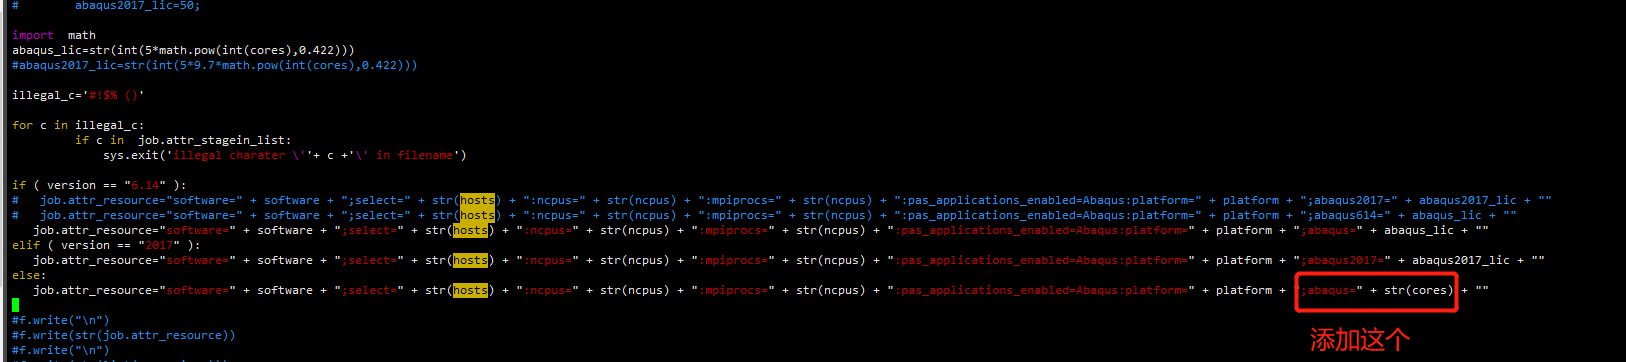 #        abaqus2017_lic=50;
import  math
abaqus_lic=str(int(5*math.pow(int(cores),0.422)))
#abaqus2017_lic=str(int(5*9.7*math.pow(int(cores),0.422)))
illegal_c='#!$% ()'
for c in illegal_c:
         if c in  job.attr_stagein_list:
             sys.exit('illegal charater \''+ c +'\' in filename')
if ( version == "6.14" ):
#   job.attr_resource="software=" + software + ";select=" + str(hosts) + ":ncpus=" + str(ncpus) + ":mpiprocs=" + str(ncpus) + ":pas_applications_enabled=Abaqus:platform=" + platform + ";abaqus2017=" + abaqus2017_lic + ""
#   job.attr_resource="software=" + software + ";select=" + str(hosts) + ":ncpus=" + str(ncpus) + ":mpiprocs=" + str(ncpus) + ":pas_applications_enabled=Abaqus:platform=" + platform + ";abaqus614=" + abaqus_lic + ""
   job.attr_resource="software=" + software + ";select=" + str(hosts) + ":ncpus=" + str(ncpus) + ":mpiprocs=" + str(ncpus) + ":pas_applications_enabled=Abaqus:platform=" + platform + ";abaqus=" + abaqus_lic + ""
elif ( version == "2017" ):
   job.attr_resource="software=" + software + ";select=" + str(hosts) + ":ncpus=" + str(ncpus) + ":mpiprocs=" + str(ncpus) + ":pas_applications_enabled=Abaqus:platform=" + platform + ";abaqus2017=" + abaqus2017_lic + ""
else:
   job.attr_resource="software=" + software + ";select=" + str(hosts) + ":ncpus=" + str(ncpus) + ":mpiprocs=" + str(ncpus) + ":pas_applications_enabled=Abaqus:platform=" + platform + ";abaqus=" + str(cores) + ""
#f.write("\n")
#f.write(str(job.attr_resource))
#f.write("\n")
添加这个